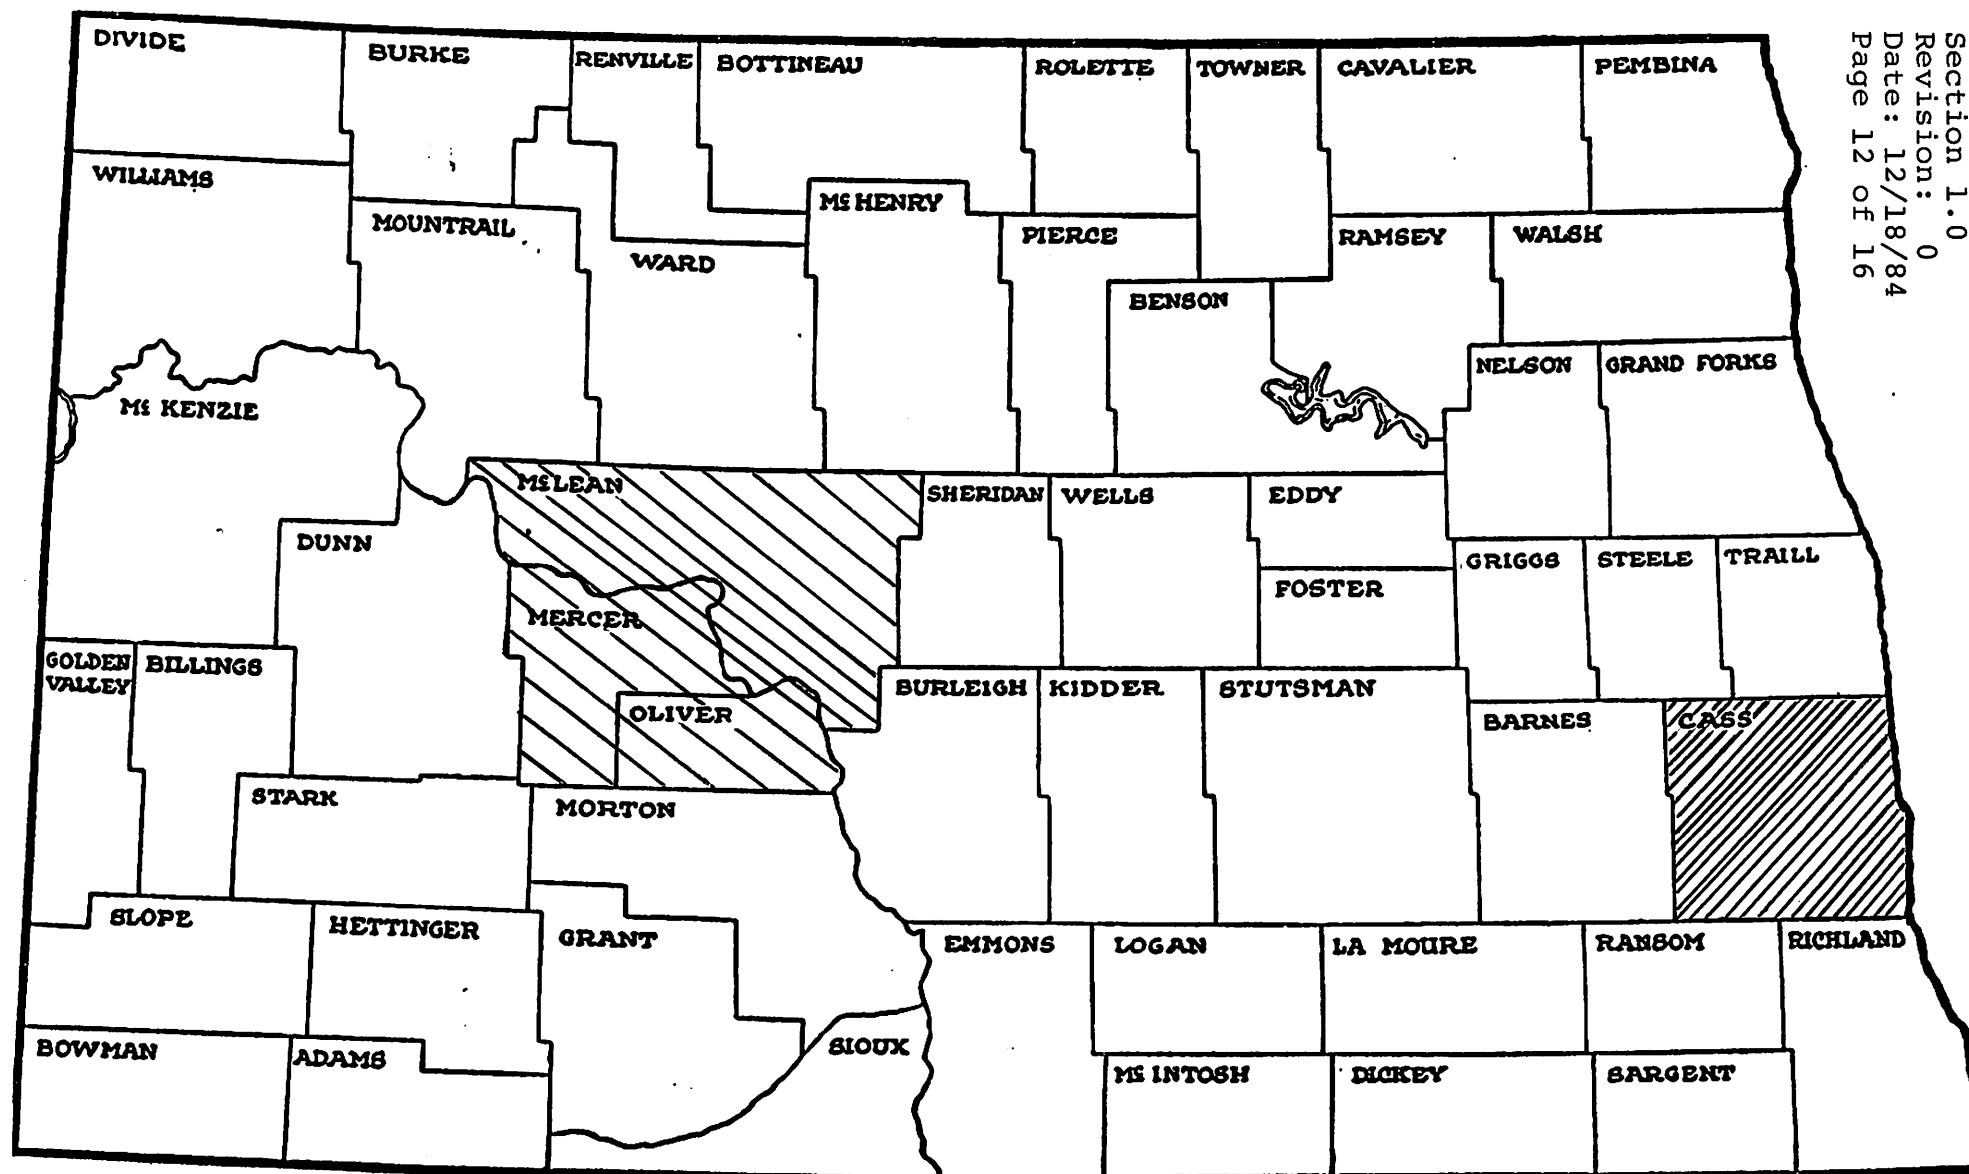 Section 1.0
Revision: 0
Date: 12/18/84
Page 12 of 16
DIVIDE
BURKE
RENVILLE
BOTTINEAU
ROLETTE
TOWNER
CAVALIER
PEMBINA
WILLIAMS
MOUNTRAIL
WARD
Mc HENRY
PIERCE
RAMSEY
WALSH
BENSON
NELSON
GRAND FORKS
Mc KENZIE
McLEAN
SHERIDAN
WELLS
EDDY
DUNN
GRIGGS
STEELE
TRAILL
FOSTER
MERCER
GOLDEN
VALLEY
BILLINGS
OLIVER
BURLEIGH
KIDDER
STUTSMAN
BARNES
CASS
STARK
MORTON
SLOPE
HETTINGER
GRANT
EMMONS
LOGAN
LA MOURE
RANSOM
RICHLAND
BOWMAN
ADAMS
SIOUX
Mc INTOSH
DICKEY
SARGENT